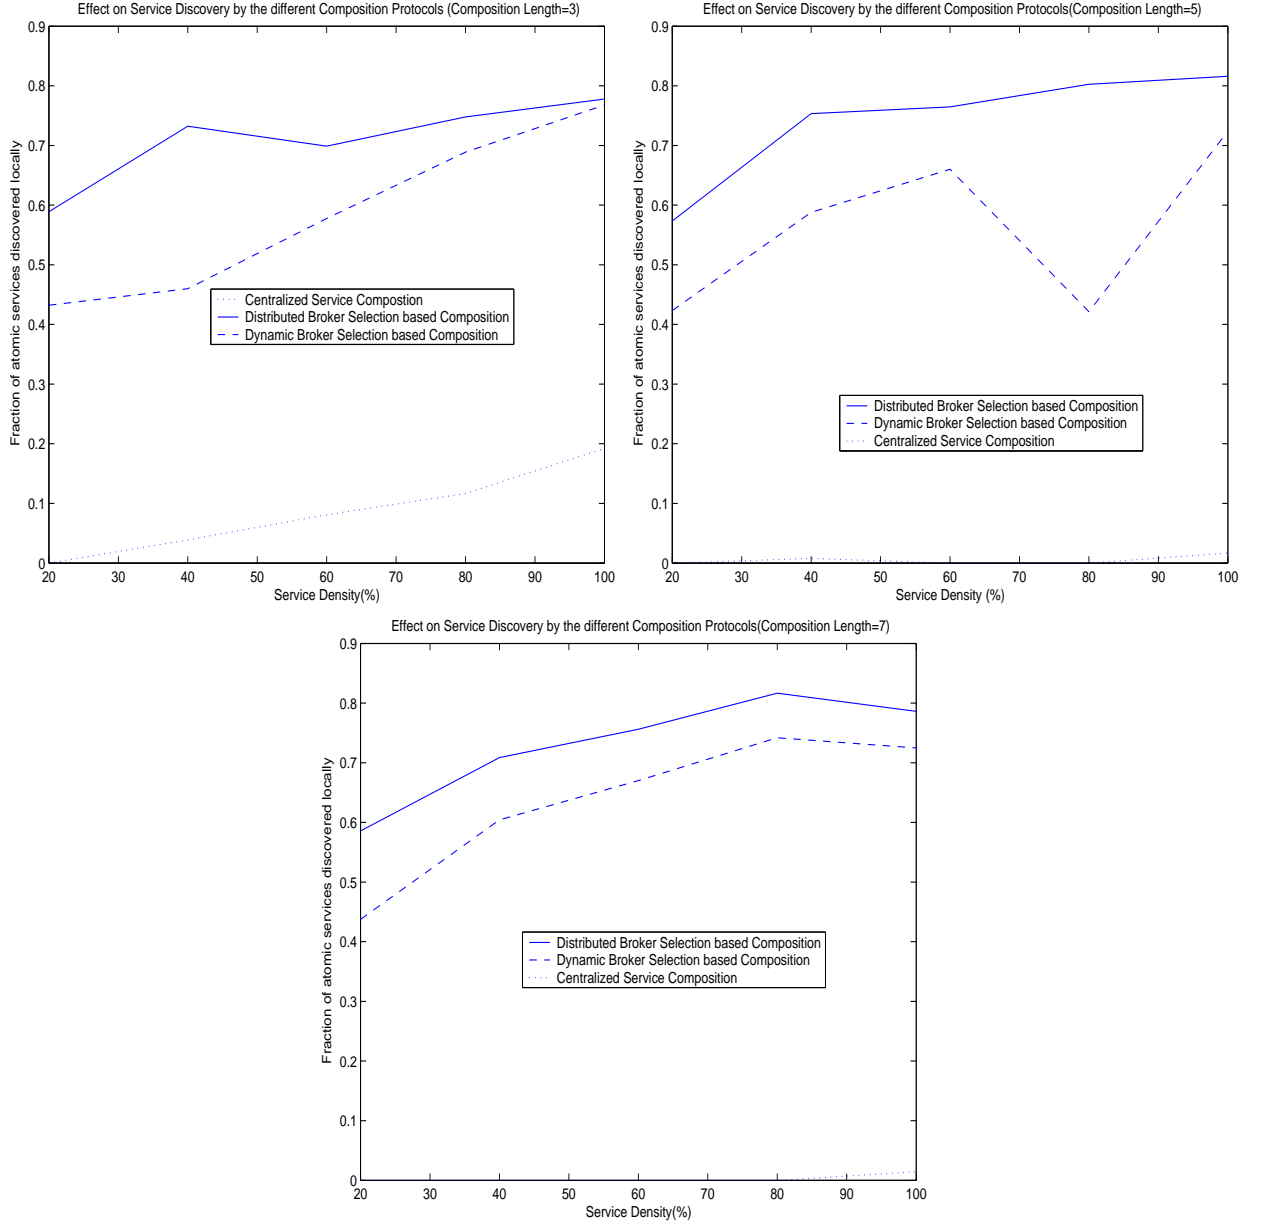 Effect on Service Discovery by the different Composition Protocols (Composition Length=3)
0.9
0.8
0.7
0.6
0.5
0.4
0.3
0.2
0.1
0
Fraction of atomic services discovered locally
Centralized Service Compostion
Distributed Broker Selection based Composition
Dynamic Broker Selection based Composition
20 30 40 50 60 70 80 90 100
Service Density(%)
Effect on Service Discovery by the different Composition Protocols(Composition Length=5)
0.9
0.8
0.7
0.6
0.5
0.4
0.3
0.2
0.1
0
Fraction of atomic services discovered locally
Distributed Broker Selection based Composition
Dynamic Broker Selection based Composition
Centralized Service Composition
20 30 40 50 60 70 80 90 100
Service Density (%)
Effect on Service Discovery by the different Composition Protocols(Composition Length=7)
0.9
0.8
0.7
0.6
0.5
0.4
0.3
0.2
0.1
0
Fraction of atomic services discovered locally
Distributed Broker Selection based Composition
Dynamic Broker Selection based Composition
Centralized Service Composition
20 30 40 50 60 70 80 90 100
Service Density(%)